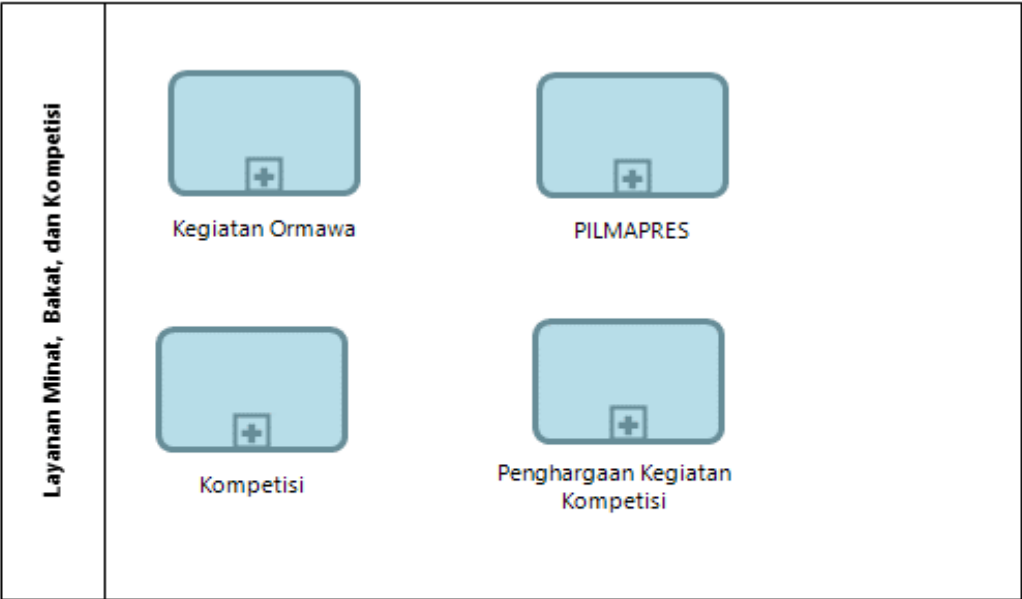 Layanan Minat, Bakat, dan Kompetisi
Kegiatan Ormawa
PILMAPRES
Kompetisi
Penghargaan Kegiatan
Kompetisi